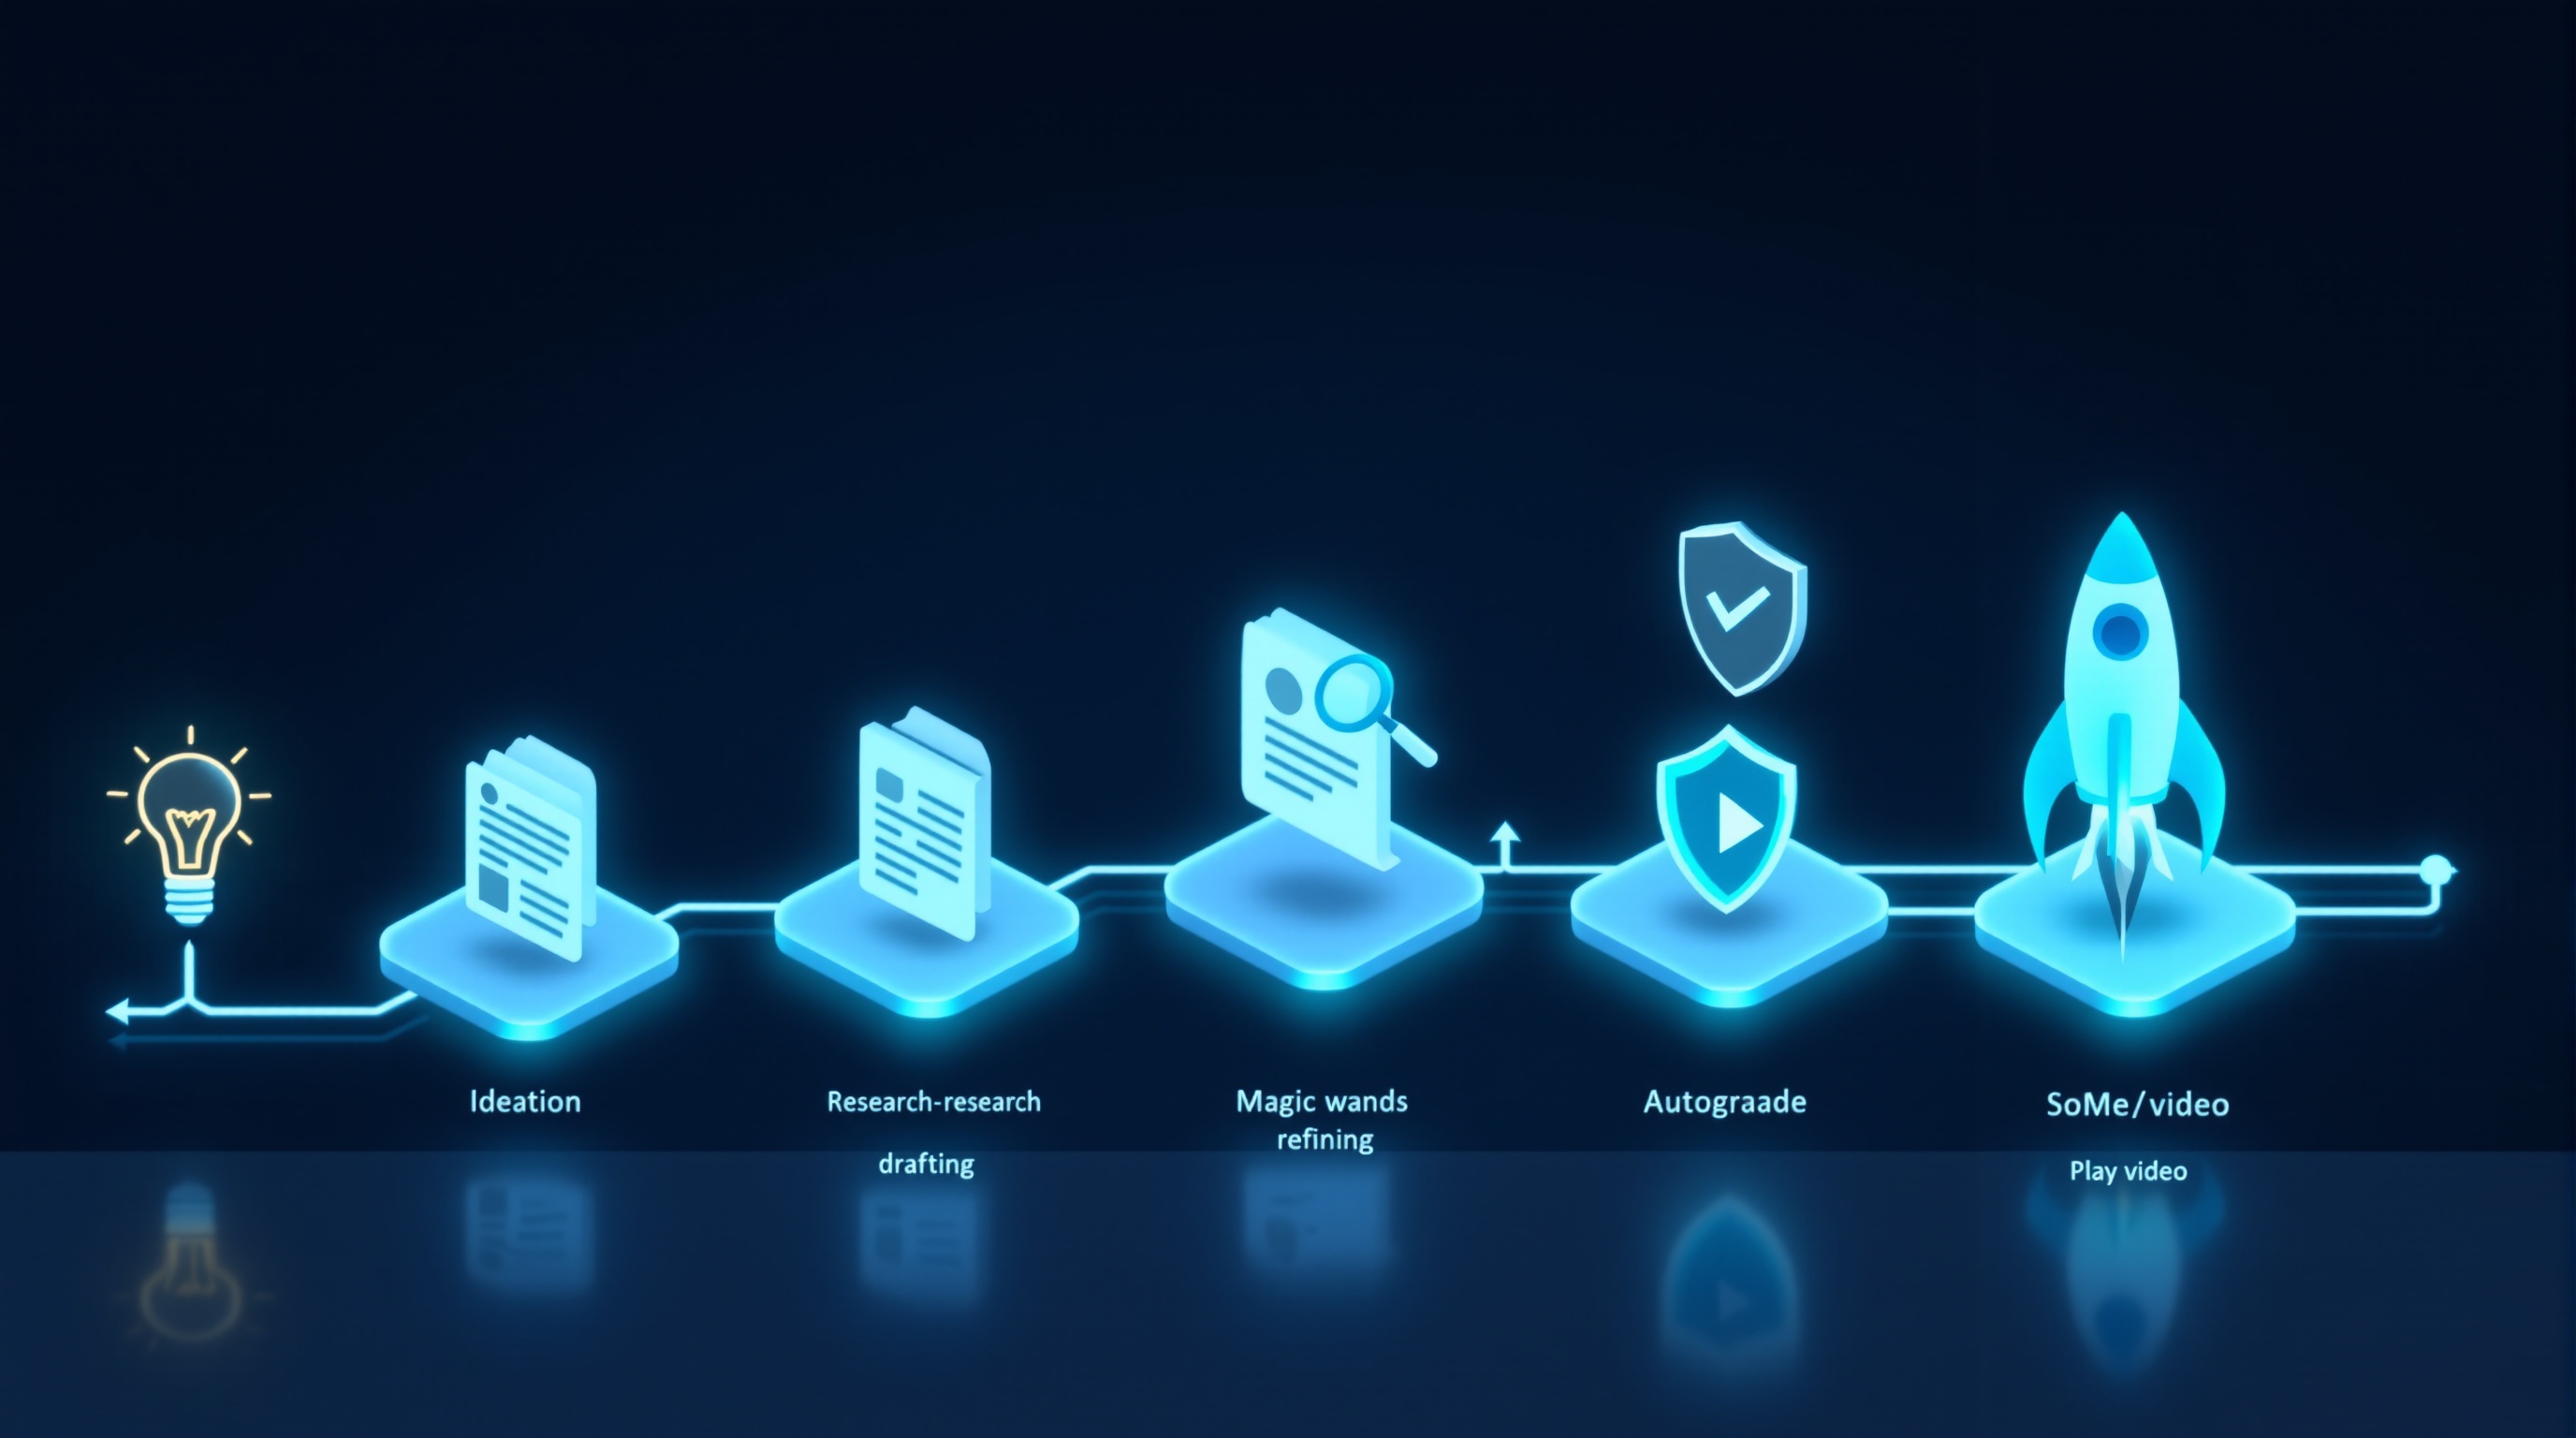 Ideation
Research-research
drafting
Magic wands
refining
Autograade
SoMe/video
Play video